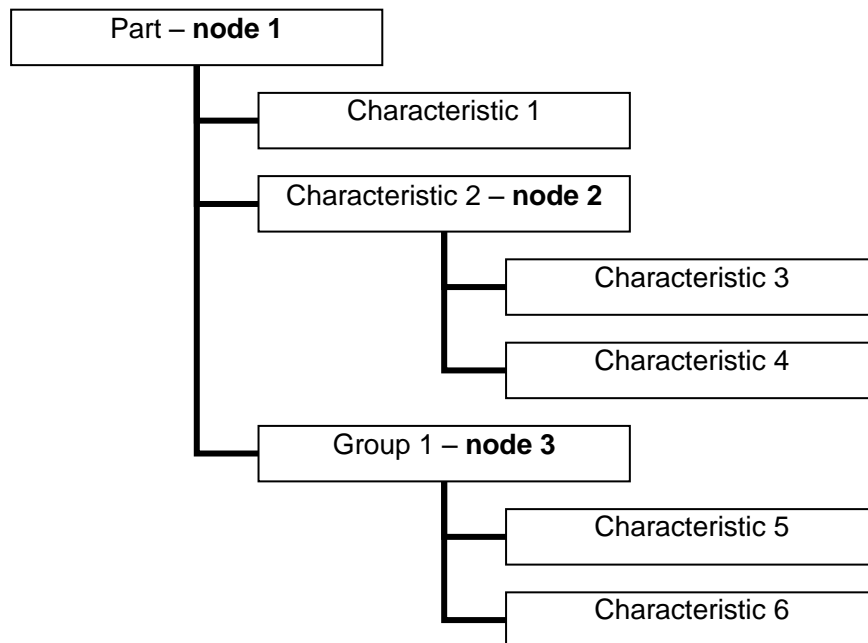 Part – node 1
Characteristic 1
Characteristic 2 – node 2
Characteristic 3
Characteristic 4
Group 1 – node 3
Characteristic 5
Characteristic 6